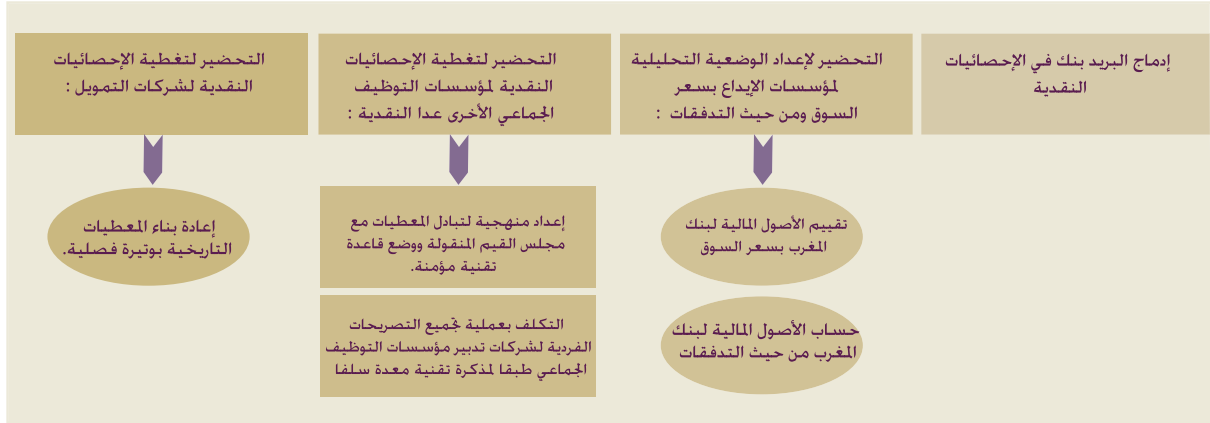 إدماج البريد بنك في الإحصائيات
النقدية
التحضير لإعداد الوضعية التحليلية
لمؤسسات الإيداع بسعر
السوق ومن حيث التدفقات :
تقييم الأصول المالية لبنك
المغرب بسعر السوق
حساب الأصول المالية لبنك
المغرب من حيث التدفقات
التحضير لتغطية الإحصائيات
النقدية لمؤسسات التوظيف
الجماعي الأخرى عدا النقدية :
إعداد منهجية لتبادل المعطيات مع
مجلس القيم المنقولة ووضع قاعدة
تقنية مؤمنة.
التكلف بعملية تجميع التصريحات
الفردية لشركات تدبير مؤسسات التوظيف
الجماعي طبقا لمذكرة تقنية معدة سلفا
التحضير لتغطية الإحصائيات
النقدية لشركات التمويل :
إعادة بناء المعطيات
التاريخية بوتيرة فصلية.